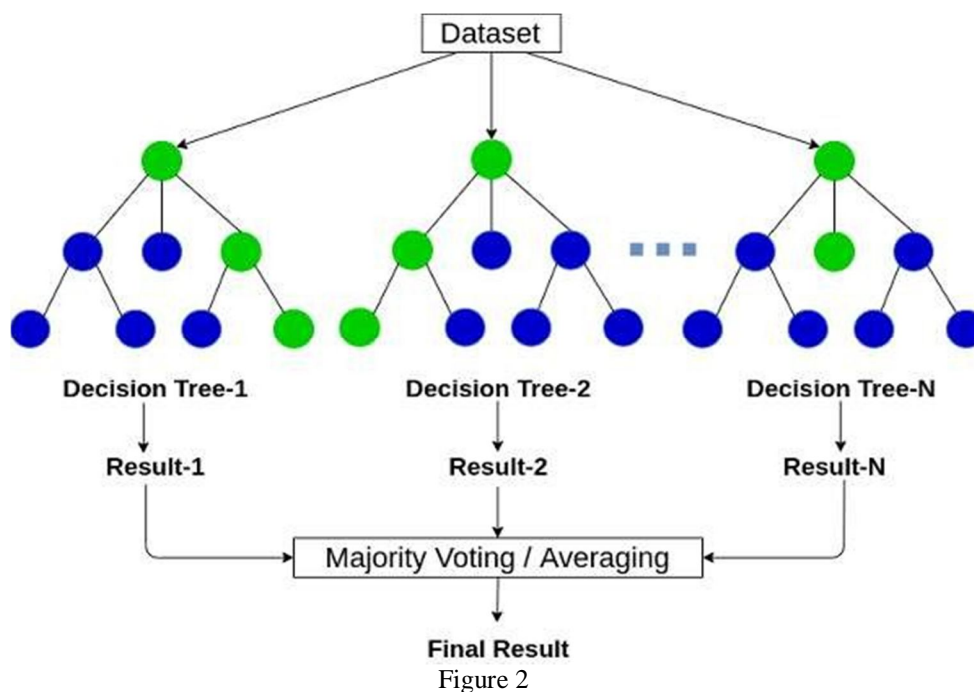 Dataset
Decision Tree-1
Decision Tree-2
Decision Tree-N
Result-1
Result-2
Result-N
Majority Voting / Averaging
Final Result
Figure 2